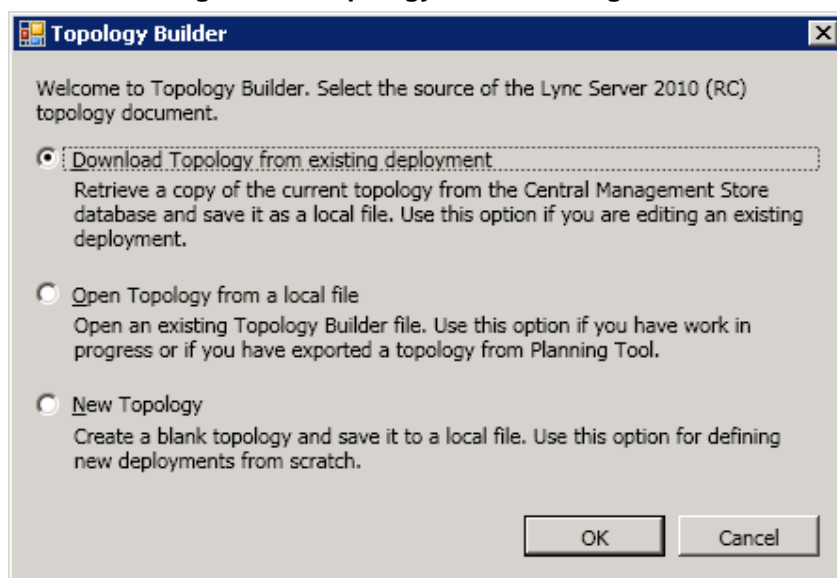 Topology Builder
Welcome to Topology Builder. Select the source of the Lync Server 2010 (RC)
topology document.
Download Topology from existing deployment
Retrieve a copy of the current topology from the Central Management Store
database and save it as a local file. Use this option if you are editing an existing
deployment.
Open Topology from a local file
Open an existing Topology Builder file. Use this option if you have work in
progress or if you have exported a topology from Planning Tool.
New Topology
Create a blank topology and save it to a local file. Use this option for defining
new deployments from scratch.
OK Cancel